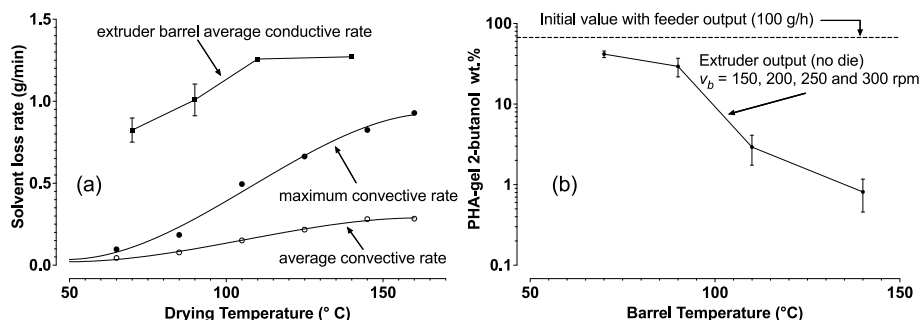 1.5
1.0
0.5
0.0
Solvent loss rate (g/min)
extruder barrel average conductive rate
(a)
maximum convective rate
average convective rate
50
100
150
Drying Temperature (° C)
100
10
1
0.1
PHA-gel 2-butanol wt.%
Initial value with feeder output (100 g/h)
Extruder output (no die)
v_b = 150, 200, 250 and 300 rpm
(b)
50
100
150
Barrel Temperature (°C)